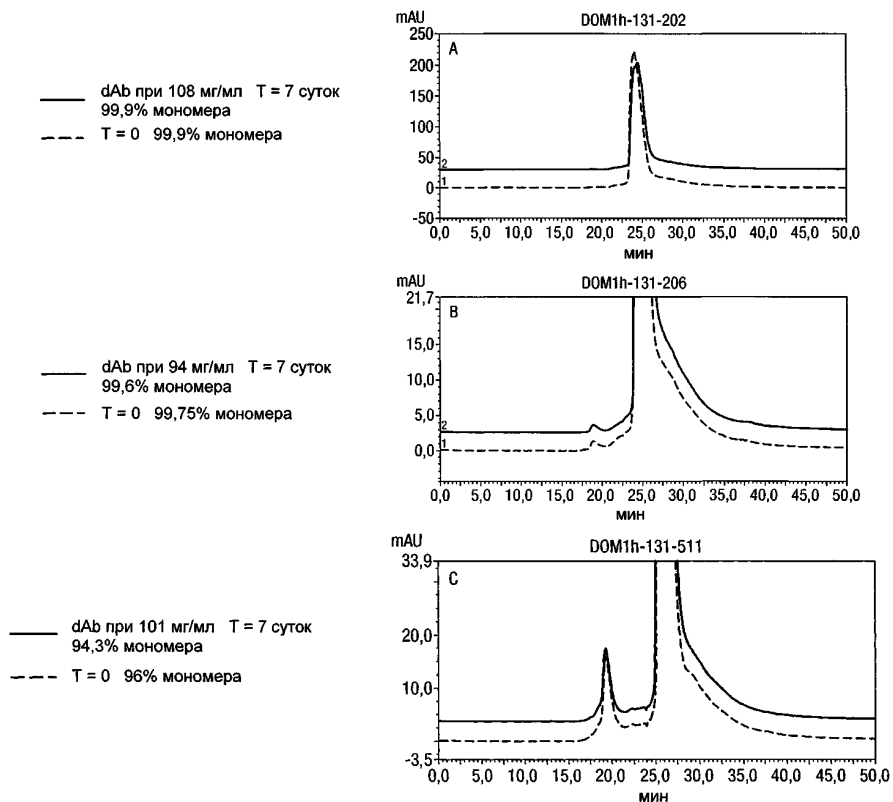 DOM1h-131-202
mAU
A
250
200
150
100
50
0
-50
2
1
0,0 5,0 10,0 15,0 20,0 25,0 30,0 35,0 40,0 45,0 50,0
мин
dAb при 108 мг/мл T = 7 суток
99,9% мономера
T = 0 99,9% мономера
DOM1h-131-206
mAU
B
21,7
15,0
10,0
5,0
0,0
2
1
0,0 5,0 10,0 15,0 20,0 25,0 30,0 35,0 40,0 45,0 50,0
мин
dAb при 94 мг/мл T = 7 суток
99,6% мономера
T = 0 99,75% мономера
DOM1h-131-511
mAU
C
33,9
20,0
10,0
-3,5
0,0 5,0 10,0 15,0 20,0 25,0 30,0 35,0 40,0 45,0 50,0
мин
dAb при 101 мг/мл T = 7 суток
94,3% мономера
T = 0 96% мономера